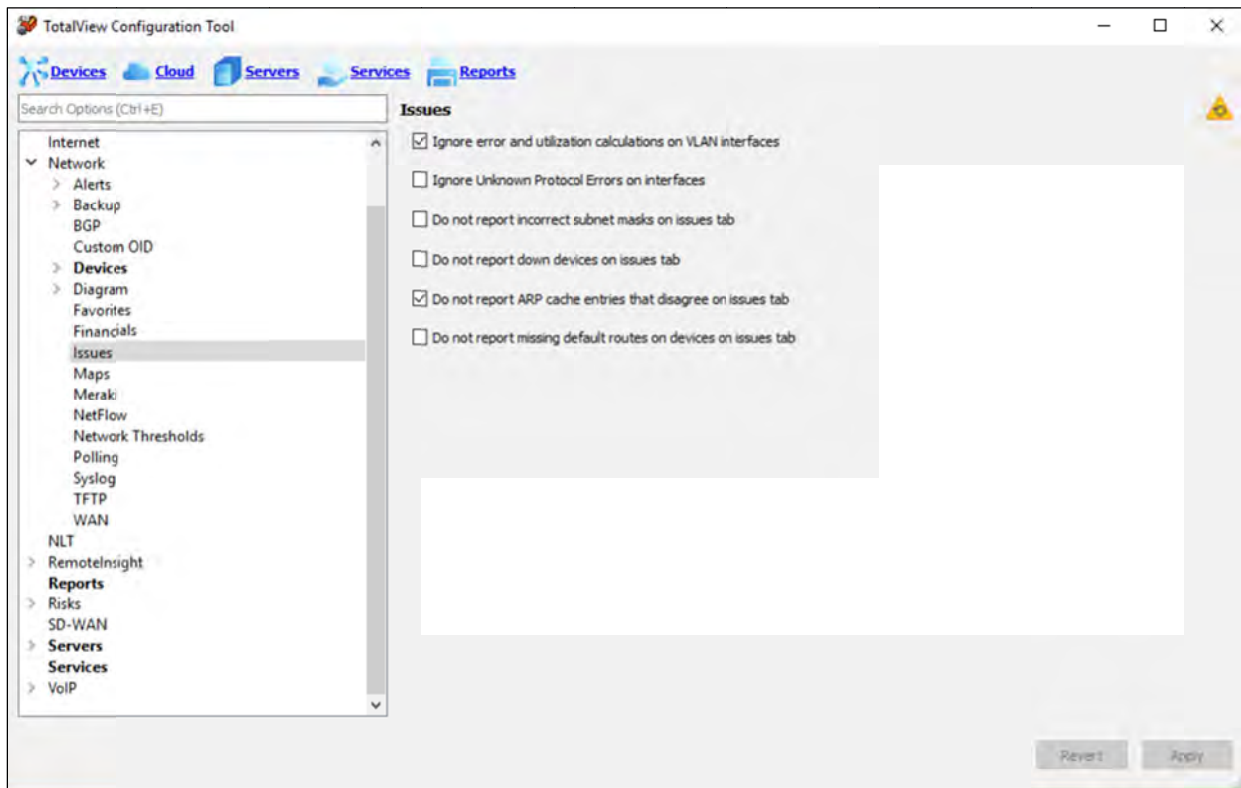 TotalView Configuration Tool
Devices Cloud Servers Services Reports
Search Options (Ctrl+E)
Internet
Network
Alerts
Backup
BGP
Custom OID
Devices
Diagram
Favorites
Financials
Issues
Maps
Meraki
NetFlow
Network Thresholds
Polling
Syslog
TFTP
WAN
NLT
RemoteInsight
Reports
Risks
SD-WAN
Servers
Services
VoIP
Issues
Ignore error and utilization calculations on VLAN interfaces
Ignore Unknown Protocol Errors on interfaces
Do not report incorrect subnet masks on issues tab
Do not report down devices on issues tab
Do not report ARP cache entries that disagree on issues tab
Do not report missing default routes on devices on issues tab
Revert Apply